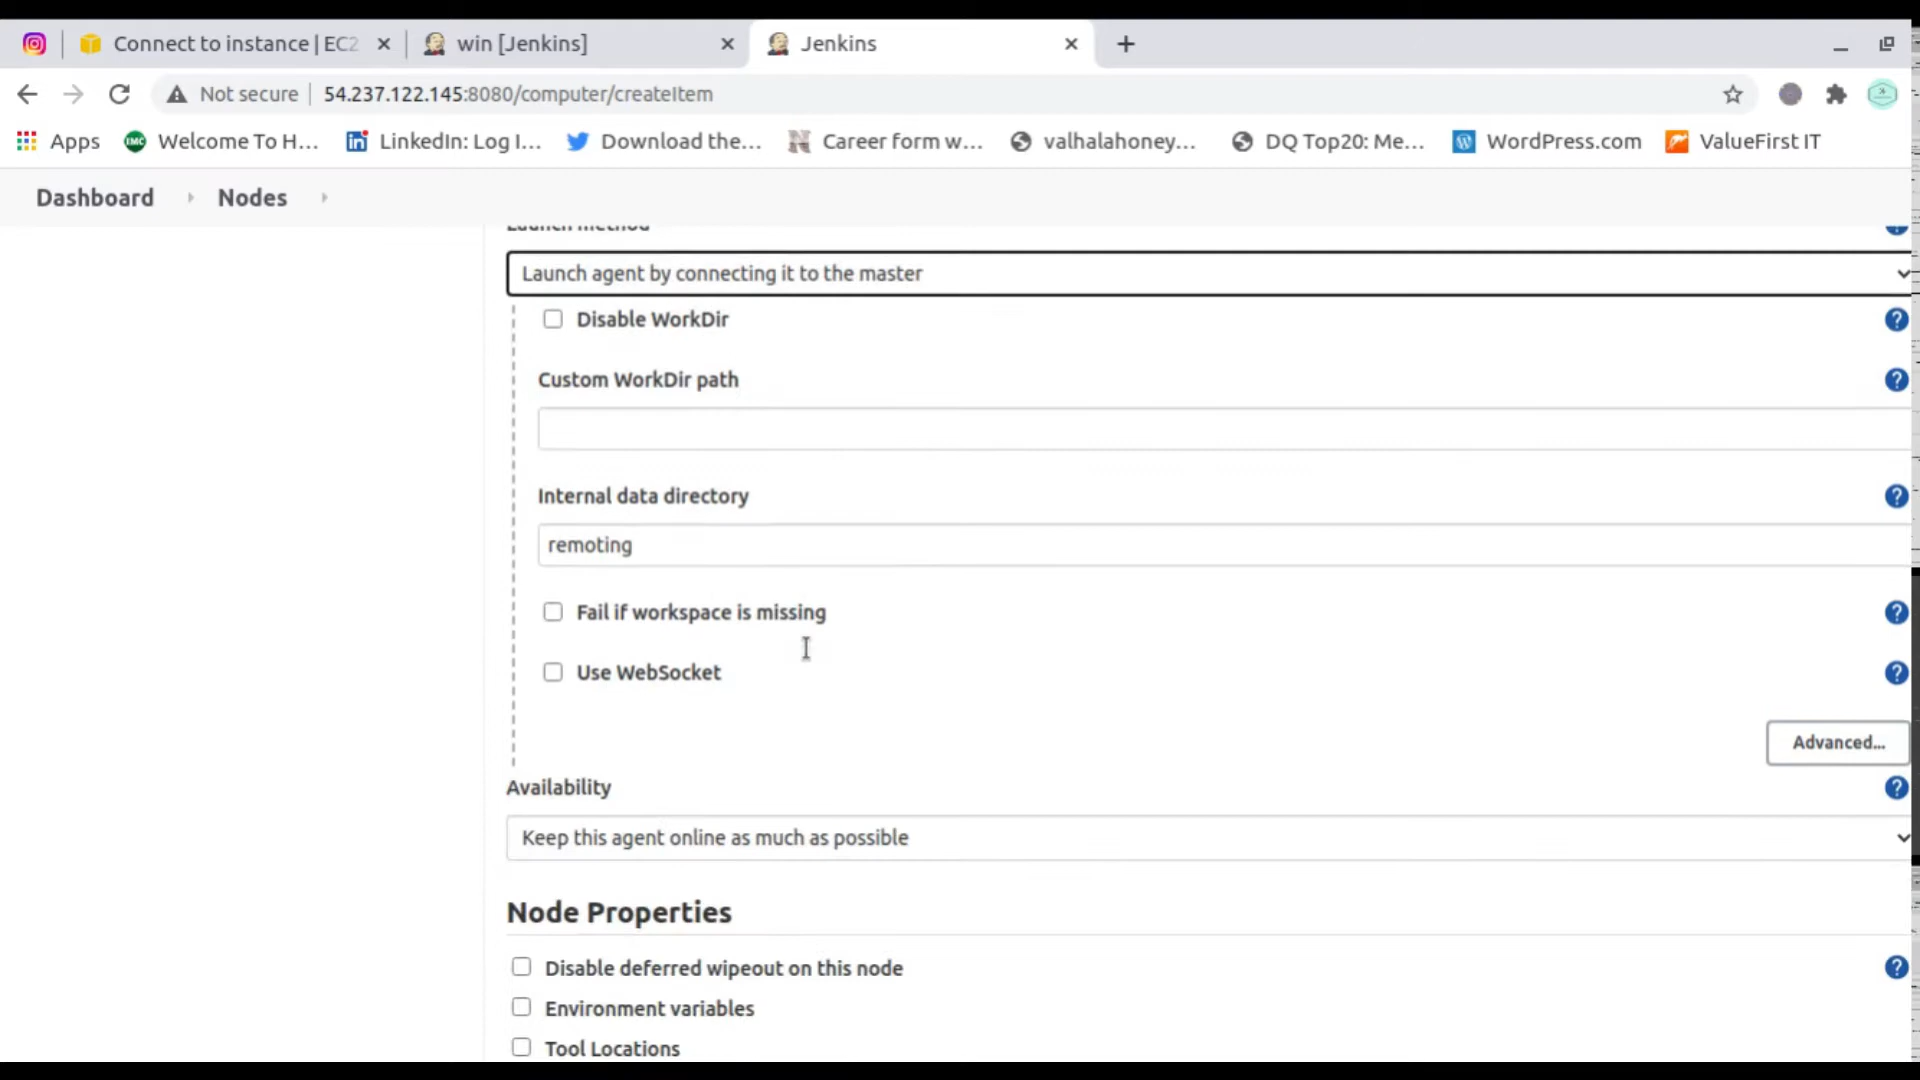 Connect to instance | EC2
win [Jenkins]
Jenkins
Not secure
54.237.122.145:8080/computer/createItem
Apps
IMC
Welcome To H...
LinkedIn: Log I...
Download the...
Career form w...
valhalahoney...
DQ Top20: Me...
WordPress.com
ValueFirst IT
Dashboard
Nodes
Launch method
Launch agent by connecting it to the master
Disable WorkDir
Custom WorkDir path
Internal data directory
remoting
Fail if workspace is missing
Use WebSocket
Advanced...
Availability
Keep this agent online as much as possible
Node Properties
Disable deferred wipeout on this node
Environment variables
Tool Locations